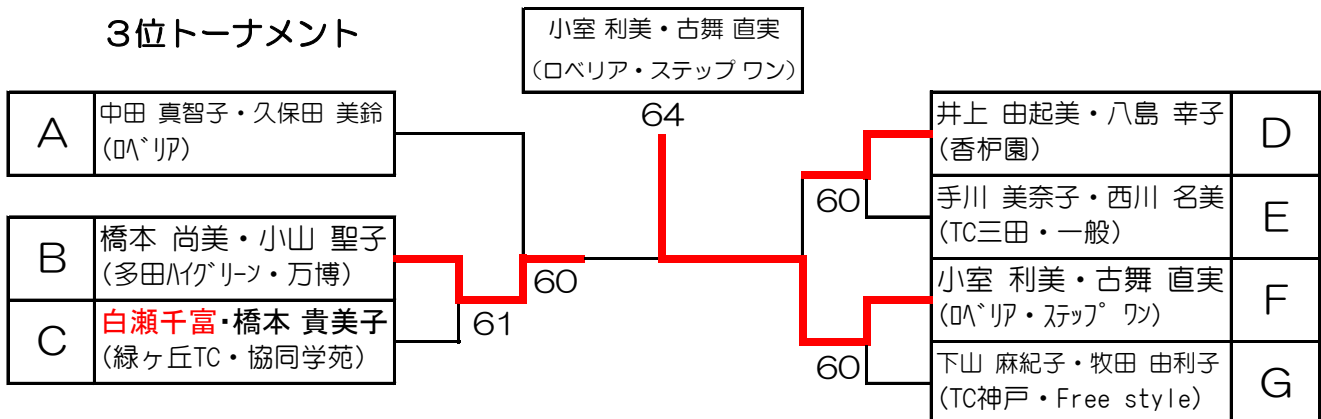 3位トーナメント
小室 利美・古舞 直実
(ロベリア・ステップ ワン)
64
A
中田 真智子・久保田 美鈴
(ﾛﾍﾞﾘｱ)
B
橋本 尚美・小山 聖子
(多田ﾊｲｸﾞﾘｰﾝ・万博)
C
白瀬千富・橋本 貴美子
(緑ヶ丘TC・協同学苑)
61
60
井上 由起美・八島 幸子
(香枦園)
D
60
手川 美奈子・西川 名美
(TC三田・一般)
E
小室 利美・古舞 直実
(ﾛﾍﾞﾘｱ・ｽﾃｯﾌﾟ ﾜﾝ)
F
60
下山 麻紀子・牧田 由利子
(TC神戸・Free style)
G